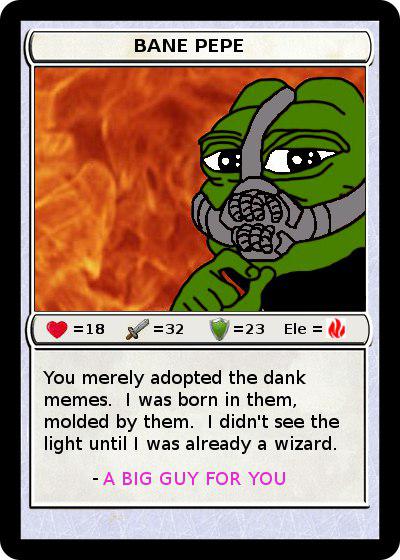 BANE PEPE
=18 =32 =23 Ele =
You merely adopted the dank
memes. I was born in them,
molded by them. I didn't see the
light until I was already a wizard.
- A BIG GUY FOR YOU